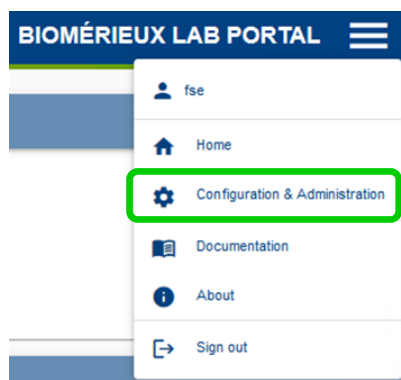 BIOMÉRIEUX LAB PORTAL
fse
Home
Configuration & Administration
Documentation
About
Sign out